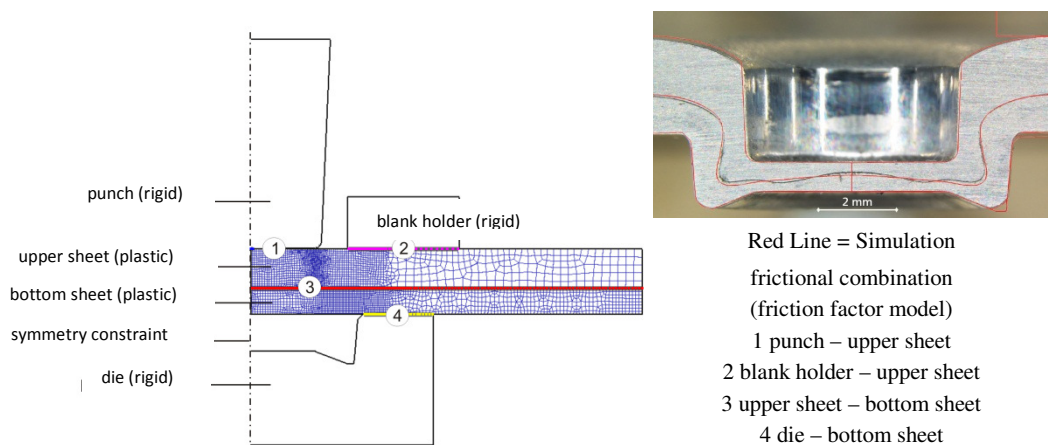 punch (rigid)
blank holder (rigid)
upper sheet (plastic)
bottom sheet (plastic)
symmetry constraint
die (rigid)
1
2
3
4
2 mm
Red Line = Simulation
frictional combination
(friction factor model)
1 punch – upper sheet
2 blank holder – upper sheet
3 upper sheet – bottom sheet
4 die – bottom sheet